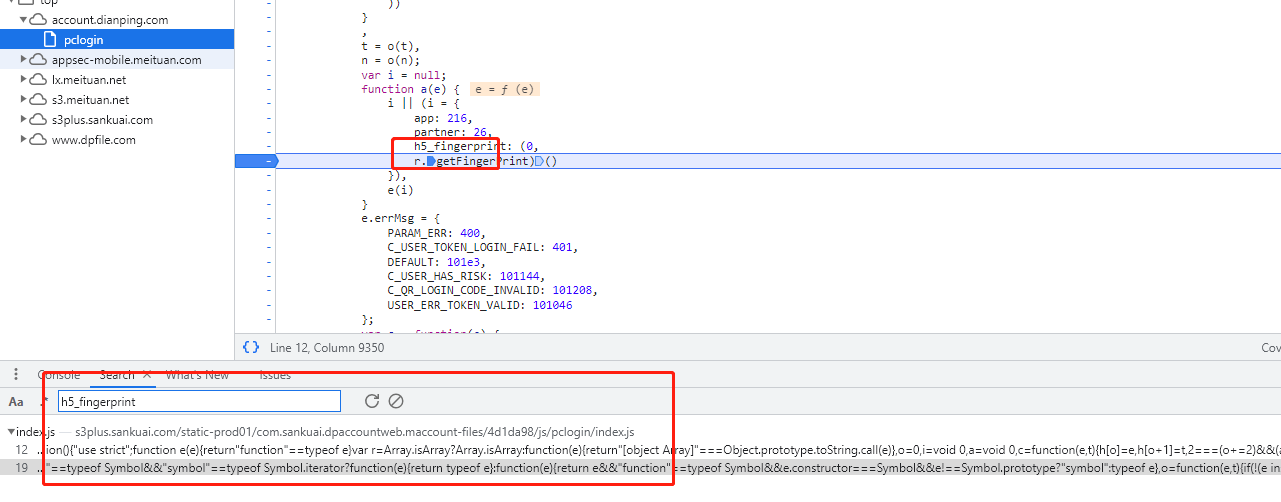 top
account.dianping.com
pclogin
appsec-mobile.meituan.com
lx.meituan.net
s3.meituan.net
s3plus.sankuai.com
www.dpfile.com
))
}
,
t = o(t),
n = o(n);
var i = null;
function a(e) { e = ƒ (e)
i || (i = {
app: 216,
partner: 26,
h5_fingerprint: (0,
r.getFingerPrint)()
}),
e(i)
}
e.errMsg = {
PARAM_ERR: 400,
C_USER_TOKEN_LOGIN_FAIL: 401,
DEFAULT: 101e3,
C_USER_HAS_RISK: 101144,
C_QR_LOGIN_CODE_INVALID: 101208,
USER_ERR_TOKEN_VALID: 101046
};
{} Line 12, Column 9350 Cov
Console Search × What's New Issues
Aa .* h5_fingerprint
index.js — s3plus.sankuai.com/static-prod01/com.sankuai.dpaccountweb.maccount-files/4d1da98/js/pclogin/index.js
12 …ion(){"use strict";function e(e){return"function"==typeof e}var r=Array.isArray?Array.isArray:function(e){return"[object Array]"===Object.prototype.toString.call(e)},o=0,i=void 0,a=void 0,c=function(e,t){h[o]=e,h[o+1]=t,2===(o+=2)&&(a
19 …"==typeof Symbol&&"symbol"==typeof Symbol.iterator?function(e){return typeof e}:function(e){return e&&"function"==typeof Symbol&&e.constructor===Symbol&&e!==Symbol.prototype?"symbol":typeof e},o=function(e,t){if(!(e in